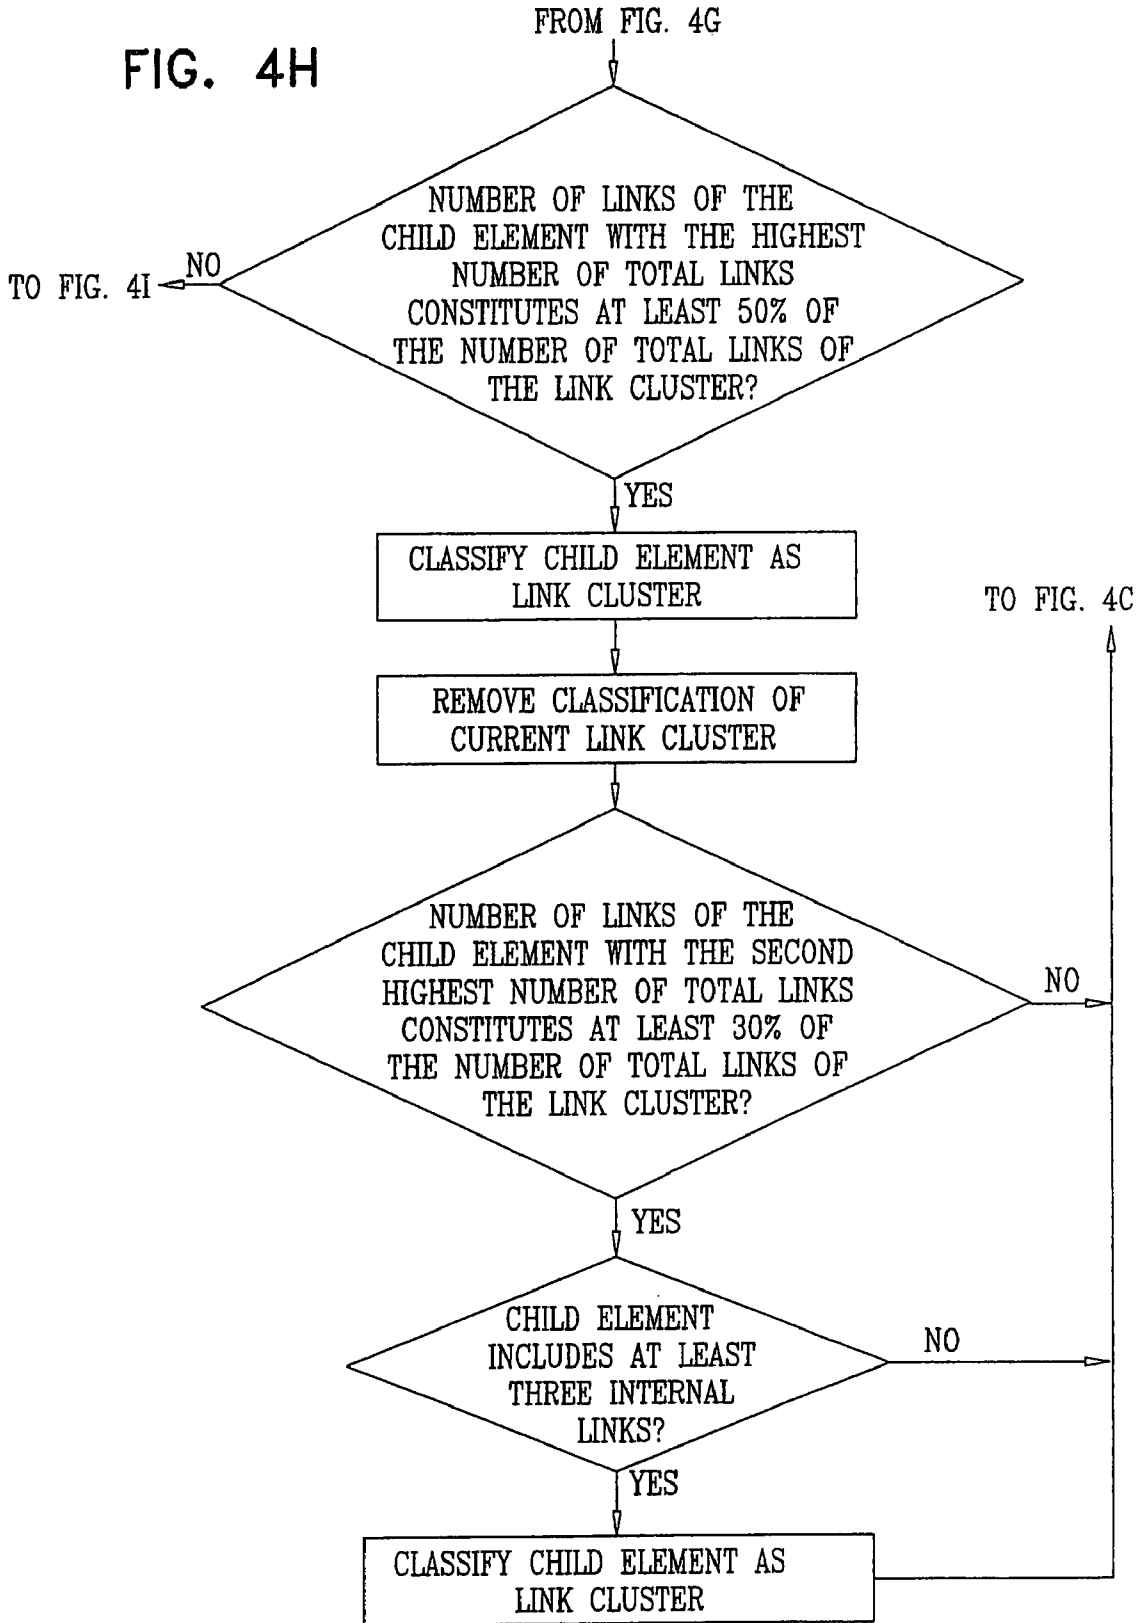 FROM FIG. 4G
FIG. 4H
NUMBER OF LINKS OF THE
CHILD ELEMENT WITH THE HIGHEST
NUMBER OF TOTAL LINKS
CONSTITUTES AT LEAST 50% OF
THE NUMBER OF TOTAL LINKS OF
THE LINK CLUSTER?
NO
TO FIG. 4I
YES
CLASSIFY CHILD ELEMENT AS
LINK CLUSTER
TO FIG. 4C
REMOVE CLASSIFICATION OF
CURRENT LINK CLUSTER
NUMBER OF LINKS OF THE
CHILD ELEMENT WITH THE SECOND
HIGHEST NUMBER OF TOTAL LINKS
CONSTITUTES AT LEAST 30% OF
THE NUMBER OF TOTAL LINKS OF
THE LINK CLUSTER?
NO
YES
CHILD ELEMENT
INCLUDES AT LEAST
THREE INTERNAL
LINKS?
NO
YES
CLASSIFY CHILD ELEMENT AS
LINK CLUSTER